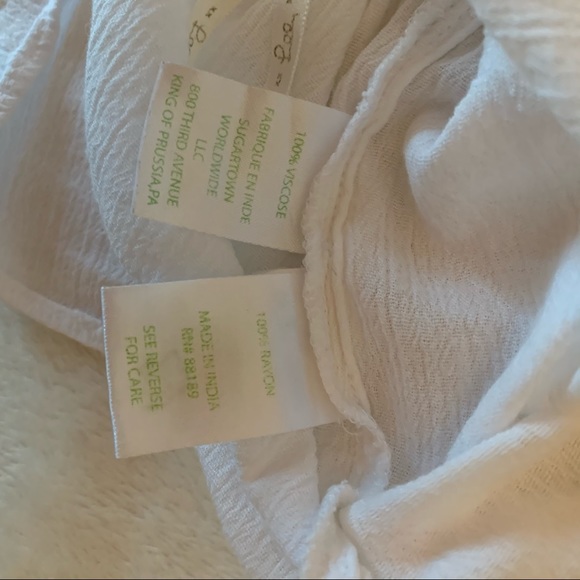 100% VISCOSE
FABRIQUE EN INDE
SUGARTOWN
WORLDWIDE
LLC
800 THIRD AVENUE
KING OF PRUSSIA,PA
100% RAYON
MADE IN INDIA
RN# 88189
SEE REVERSE
FOR CARE